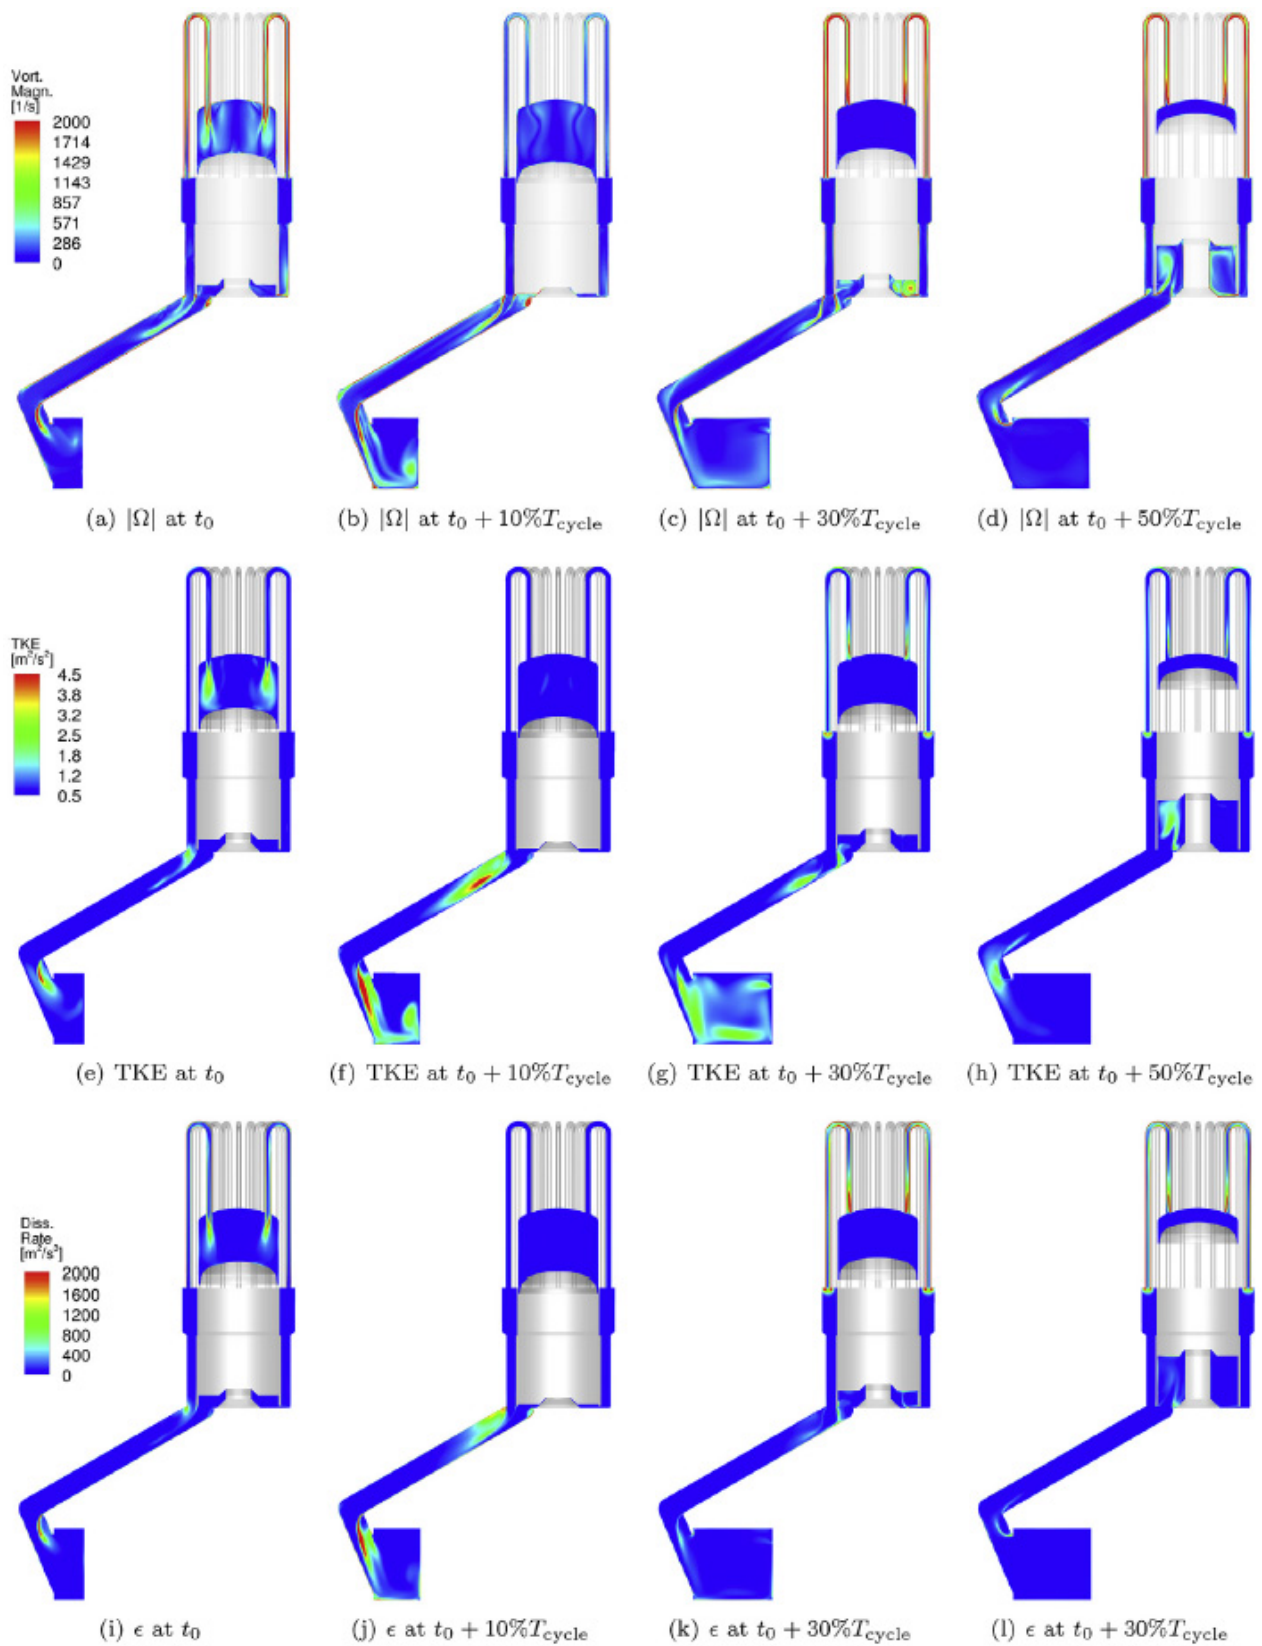 Vort.
Magn.
[1/s]
2000
1714
1429
1143
857
571
286
0
(a) |Ω| at t₀
(b) |Ω| at t₀ + 10%T_cycle
(c) |Ω| at t₀ + 30%T_cycle
(d) |Ω| at t₀ + 50%T_cycle
TKE
[m²/s²]
4.5
3.8
3.2
2.5
1.8
1.2
0.5
(e) TKE at t₀
(f) TKE at t₀ + 10%T_cycle
(g) TKE at t₀ + 30%T_cycle
(h) TKE at t₀ + 50%T_cycle
Diss.
Rate
[m²/s³]
2000
1600
1200
800
400
0
(i) ϵ at t₀
(j) ϵ at t₀ + 10%T_cycle
(k) ϵ at t₀ + 30%T_cycle
(l) ϵ at t₀ + 30%T_cycle